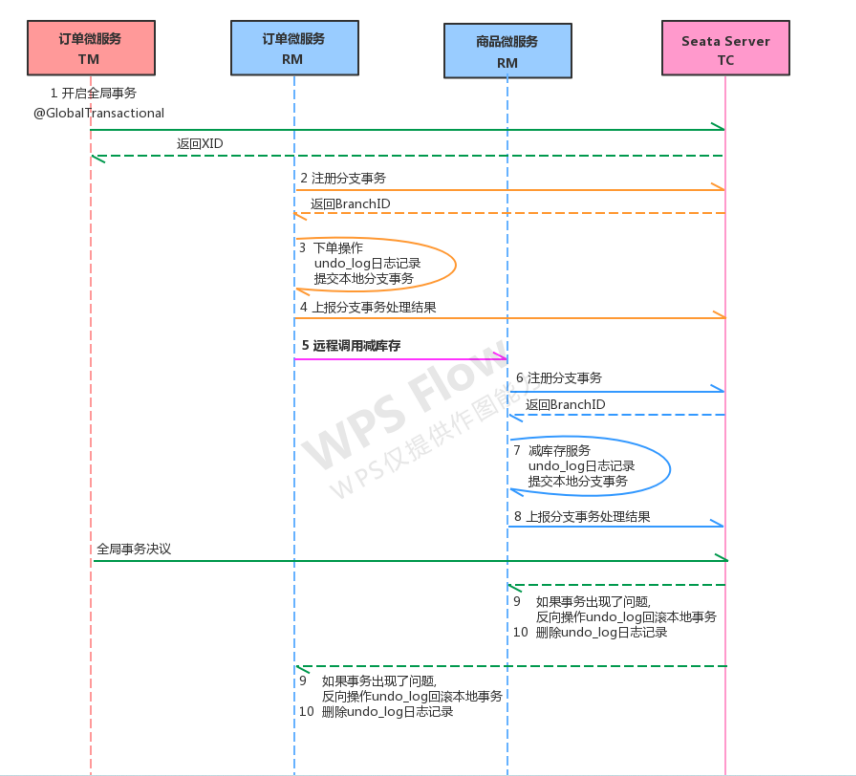 订单微服务
TM
订单微服务
RM
商品微服务
RM
Seata Server
TC
1 开启全局事务
@GlobalTransactional
返回XID
2 注册分支事务
返回BranchID
3 下单操作
undo_log日志记录
提交本地分支事务
4 上报分支事务处理结果
5 远程调用减库存
6 注册分支事务
返回BranchID
7 减库存服务
undo_log日志记录
提交本地分支事务
8 上报分支事务处理结果
全局事务决议
9 如果事务出现了问题,
反向操作undo_log回滚本地事务
10 删除undo_log日志记录
9 如果事务出现了问题,
反向操作undo_log回滚本地事务
10 删除undo_log日志记录
WPS Flow
WPS仅提供作图能